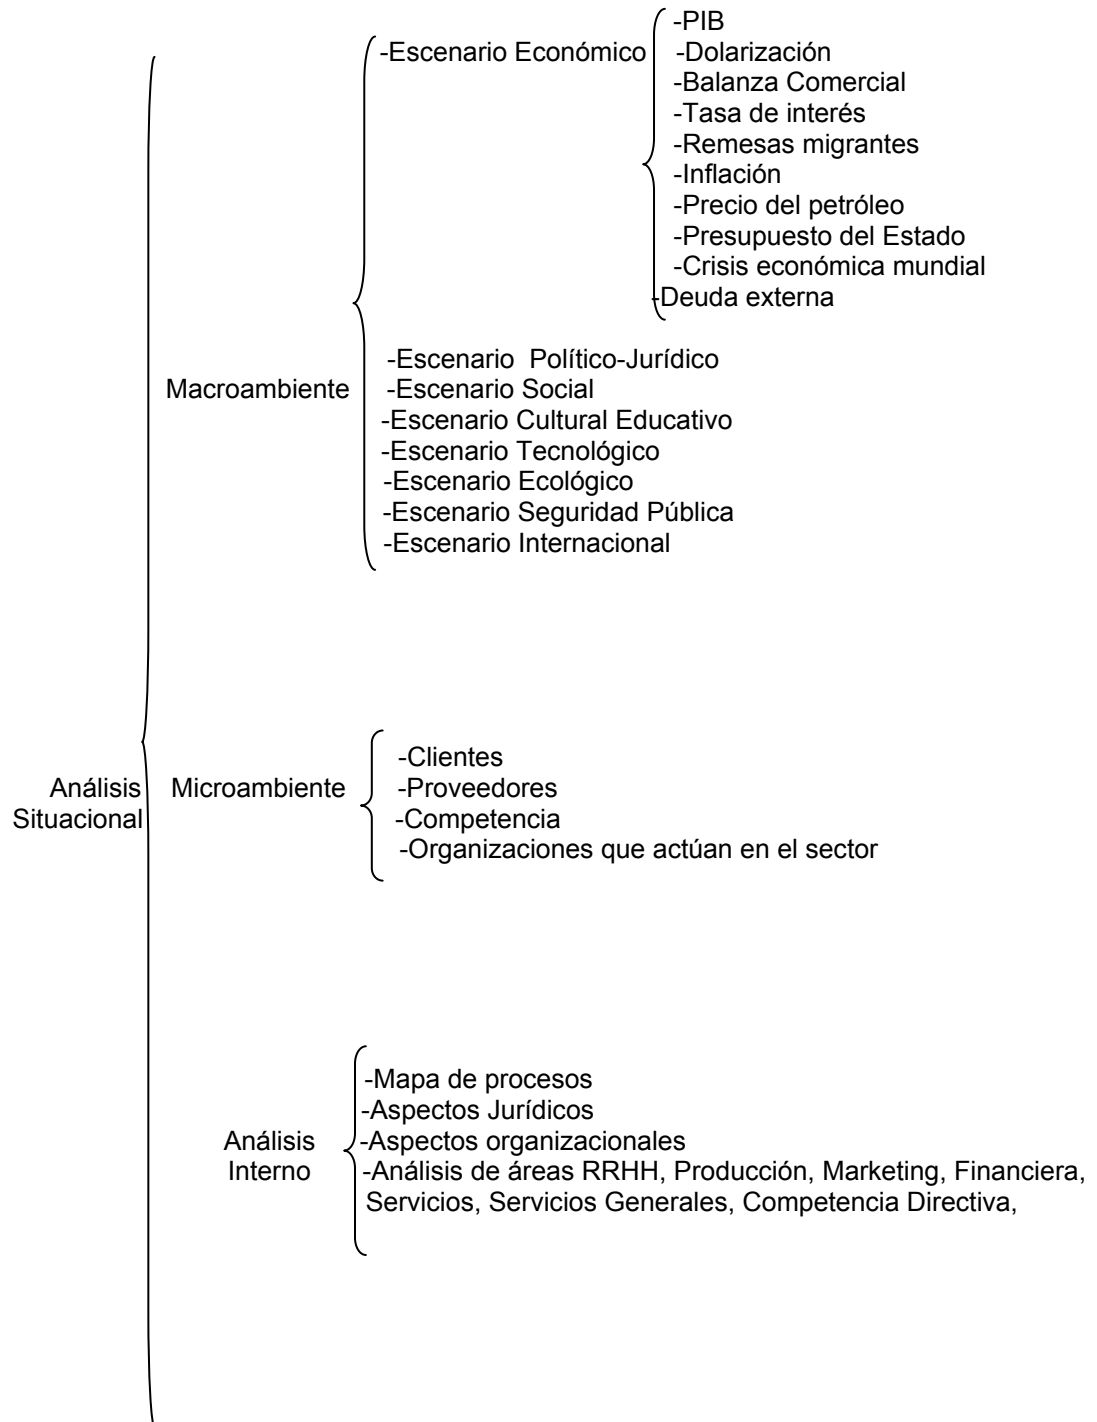 -Escenario Económico
-PIB
-Dolarización
-Balanza Comercial
-Tasa de interés
-Remesas migrantes
-Inflación
-Precio del petróleo
-Presupuesto del Estado
-Crisis económica mundial
-Deuda externa
Macroambiente
-Escenario  Político-Jurídico
-Escenario Social
-Escenario Cultural Educativo
-Escenario Tecnológico
-Escenario Ecológico
-Escenario Seguridad Pública
-Escenario Internacional
Análisis
Situacional
Microambiente
-Clientes
-Proveedores
-Competencia
-Organizaciones que actúan en el sector
Análisis
Interno
-Mapa de procesos
-Aspectos Jurídicos
-Aspectos organizacionales
-Análisis de áreas RRHH, Producción, Marketing, Financiera,
Servicios, Servicios Generales, Competencia Directiva,